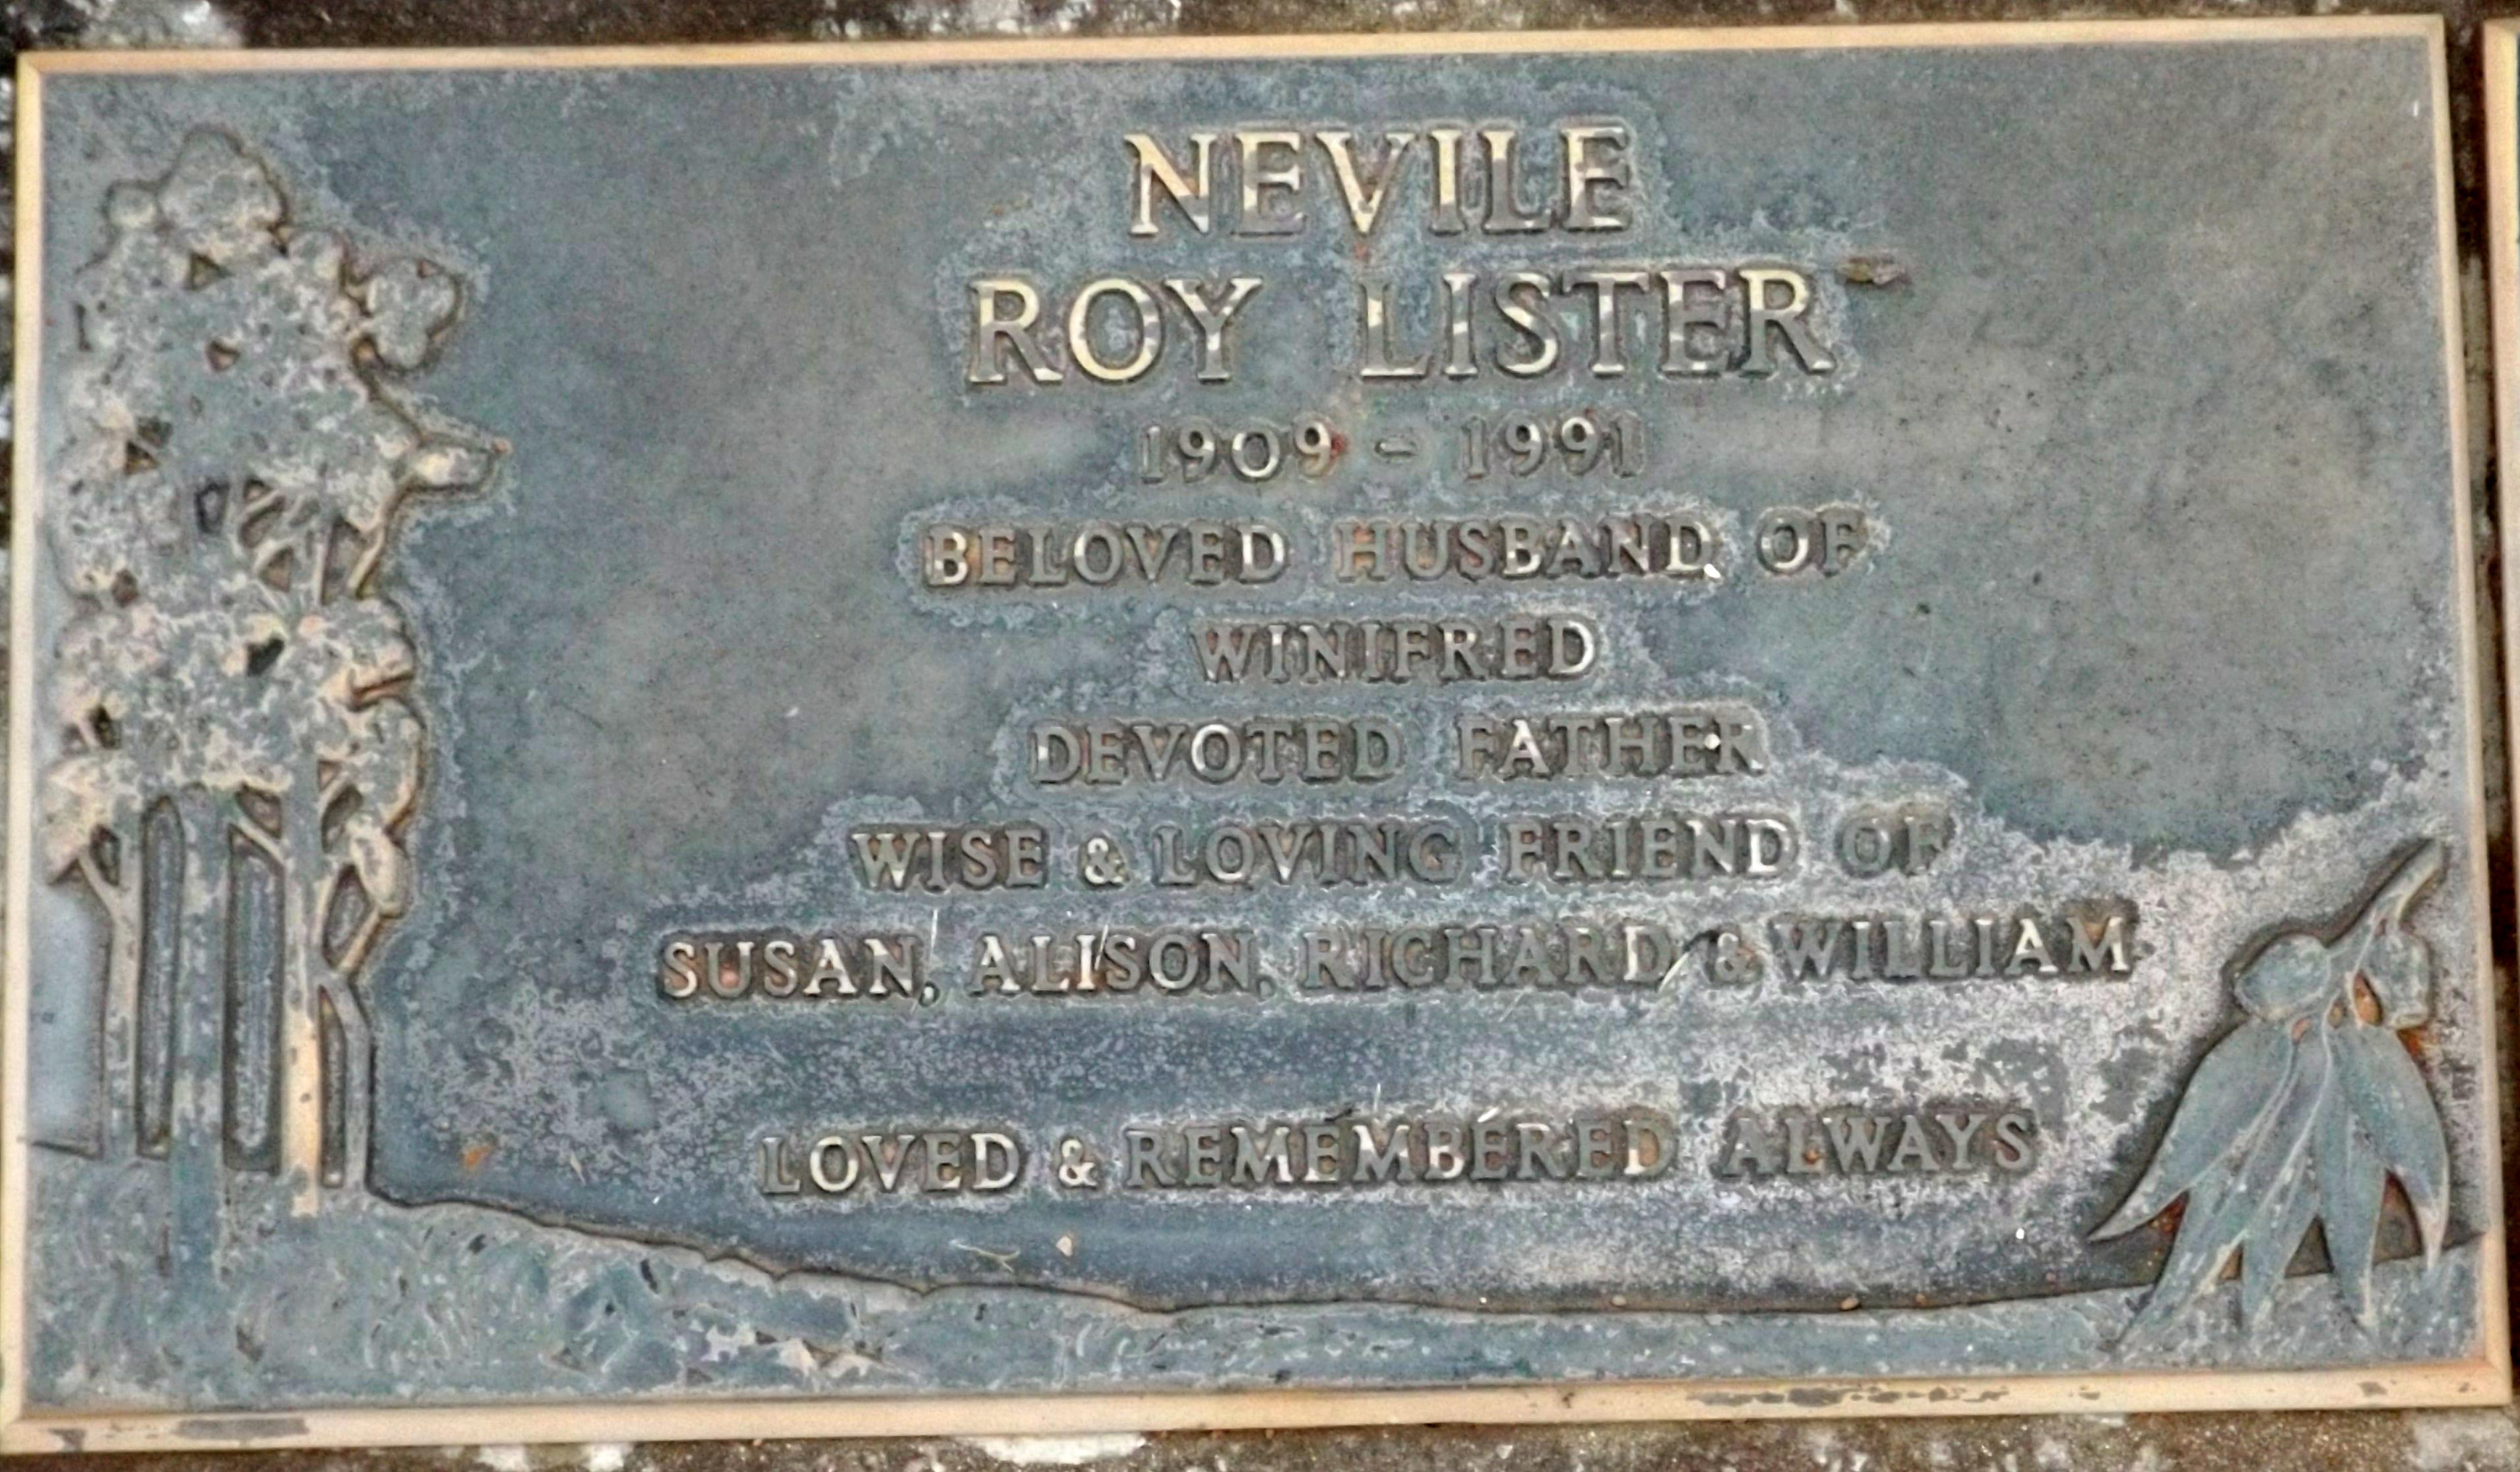 NEVILE
ROY LISTER
1909 - 1991
BELOVED HUSBAND OF
WINIFRED
DEVOTED FATHER
WISE & LOVING FRIEND OF
SUSAN, ALISON, RICHARD & WILLIAM
LOVED & REMEMBERED ALWAYS